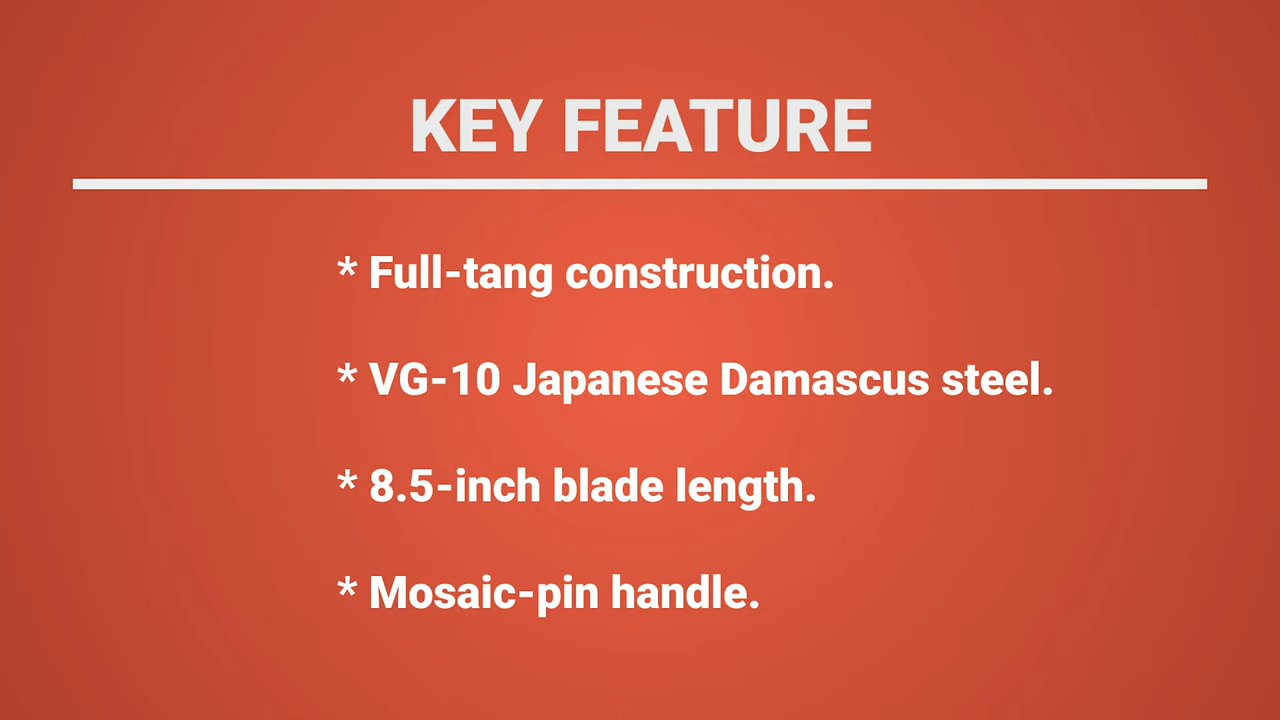 KEY FEATURE
* Full-tang construction.
* VG-10 Japanese Damascus steel.
* 8.5-inch blade length.
* Mosaic-pin handle.